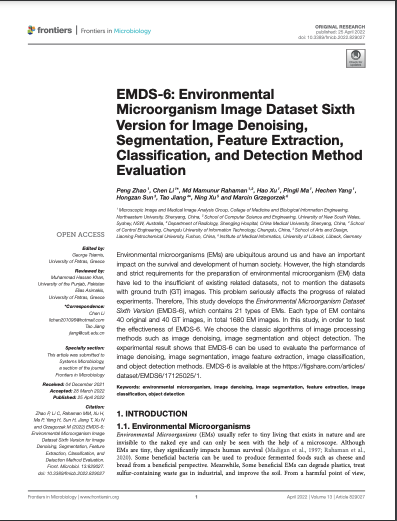 frontiers | Frontiers in Microbiology
ORIGINAL RESEARCH
published: 25 April 2022
doi: 10.3389/fmicb.2022.829027
EMDS-6: Environmental
Microorganism Image Dataset Sixth
Version for Image Denoising,
Segmentation, Feature Extraction,
Classification, and Detection Method
Evaluation
Peng Zhao¹, Chen Li¹*, Md Mamunur Rahaman¹,², Hao Xu¹, Pingli Ma¹, Hechen Yang¹,
Hongzan Sun³, Tao Jiang⁴*, Ning Xu⁵ and Marcin Grzegorzek⁶
¹ Microscopic Image and Medical Image Analysis Group, College of Medicine and Biological Information Engineering,
Northeastern University, Shenyang, China, ² School of Computer Science and Engineering, University of New South Wales,
Sydney, NSW, Australia, ³ Department of Radiology, Shengjing Hospital, China Medical University, Shenyang, China, ⁴ School
of Control Engineering, Chengdu University of Information Technology, Chengdu, China, ⁵ School of Arts and Design,
Liaoning Petrochemical University, Fushun, China, ⁶ Institute of Medical Informatics, University of Lübeck, Lübeck, Germany
OPEN ACCESS
Edited by:
George Tsiamis,
University of Patras, Greece
Reviewed by:
Muhammad Hassan Khan,
University of the Punjab, Pakistan
Elias Asimakis,
University of Patras, Greece
*Correspondence:
Chen Li
lichen201096@hotmail.com
Tao Jiang
jiang@cuit.edu.cn
Specialty section:
This article was submitted to
Systems Microbiology,
a section of the journal
Frontiers in Microbiology
Received: 04 December 2021
Accepted: 28 March 2022
Published: 25 April 2022
Citation:
Zhao P, Li C, Rahaman MM, Xu H,
Ma P, Yang H, Sun H, Jiang T, Xu N
and Grzegorzek M (2022) EMDS-6:
Environmental Microorganism Image
Dataset Sixth Version for Image
Denoising, Segmentation, Feature
Extraction, Classification, and
Detection Method Evaluation.
Front. Microbiol. 13:829027.
doi: 10.3389/fmicb.2022.829027
Environmental microorganisms (EMs) are ubiquitous around us and have an important
impact on the survival and development of human society. However, the high standards
and strict requirements for the preparation of environmental microorganism (EM) data
have led to the insufficient of existing related datasets, not to mention the datasets
with ground truth (GT) images. This problem seriously affects the progress of related
experiments. Therefore, This study develops the Environmental Microorganism Dataset
Sixth Version (EMDS-6), which contains 21 types of EMs. Each type of EM contains
40 original and 40 GT images, in total 1680 EM images. In this study, in order to test
the effectiveness of EMDS-6. We choose the classic algorithms of image processing
methods such as image denoising, image segmentation and object detection. The
experimental result shows that EMDS-6 can be used to evaluate the performance of
image denoising, image segmentation, image feature extraction, image classification,
and object detection methods. EMDS-6 is available at the https://figshare.com/articles/
dataset/EMDS6/17125025/1.
Keywords: environmental microorganism, image denoising, image segmentation, feature extraction, image
classification, object detection
1. INTRODUCTION
1.1. Environmental Microorganisms
Environmental Microorganisms (EMs) usually refer to tiny living that exists in nature and are
invisible to the naked eye and can only be seen with the help of a microscope. Although
EMs are tiny, they significantly impacts human survival (Madigan et al., 1997; Rahaman et al.,
2020). Some beneficial bacteria can be used to produce fermented foods such as cheese and
bread from a beneficial perspective. Meanwhile, Some beneficial EMs can degrade plastics, treat
sulfur-containing waste gas in industrial, and improve the soil. From a harmful point of view,
Frontiers in Microbiology | www.frontiersin.org
1
April 2022 | Volume 13 | Article 829027